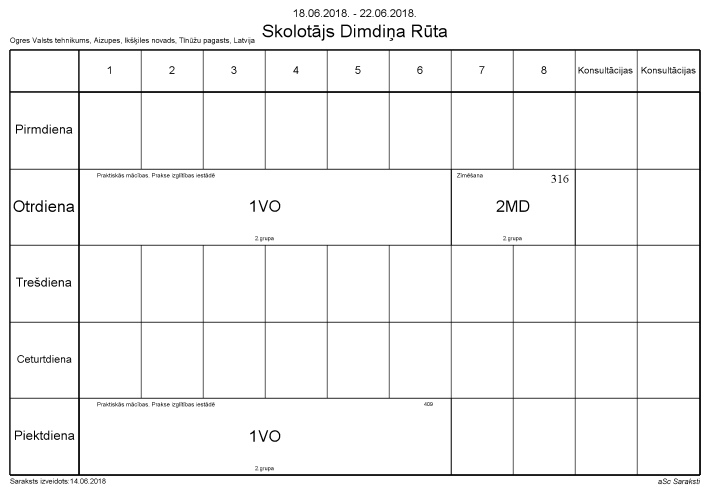 18.06.2018. - 22.06.2018.
Skolotājs Dimdiņa Rūta
Ogres Valsts tehnikums, Aizupes, Ikšķiles novads, Tīnūžu pagasts, Latvija
1 2 3 4 5 6 7 8 Konsultācijas Konsultācijas
Pirmdiena
Praktiskās mācības. Prakse izglītības iestādē
Zīmēšana 316
Otrdiena 1VO 2MD
2.grupa 2.grupa
Trešdiena
Ceturtdiena
Praktiskās mācības. Prakse izglītības iestādē 409
Piektdiena 1VO
2.grupa
Saraksts izveidots:14.06.2018 aSc Saraksti